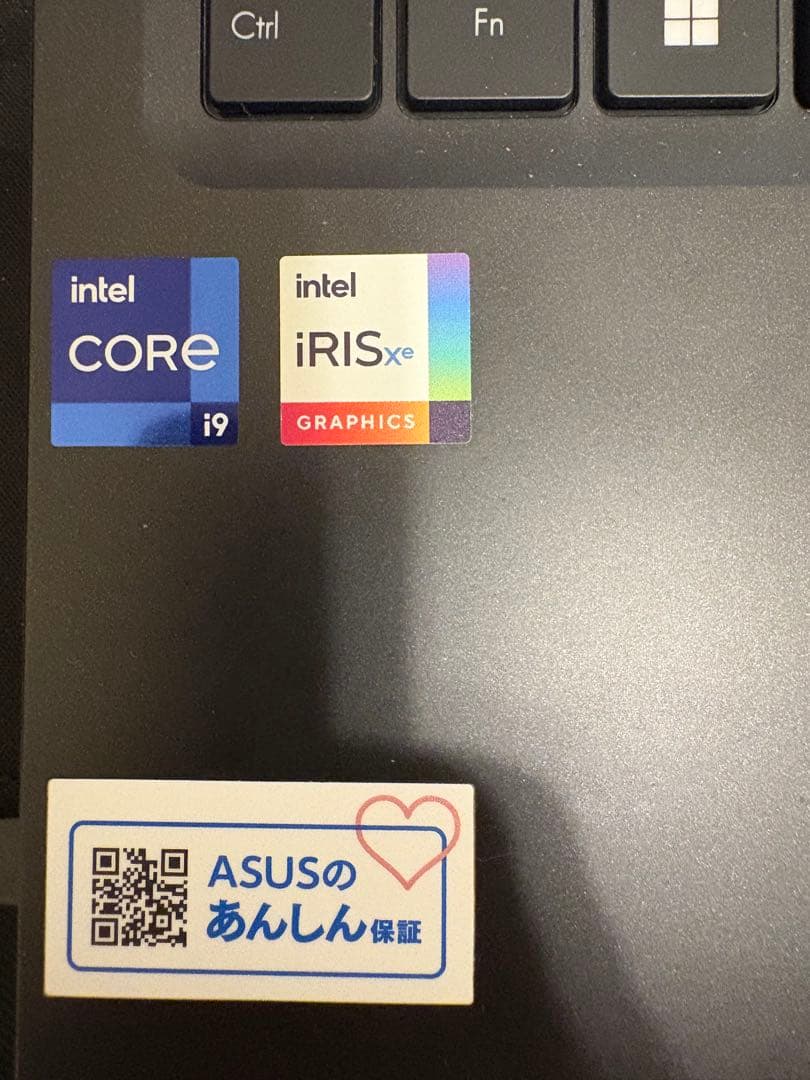 Ctrl
Fn
intel
CORe
i9
intel
iRISxe
GRAPHICS
ASUSの
あんしん保証